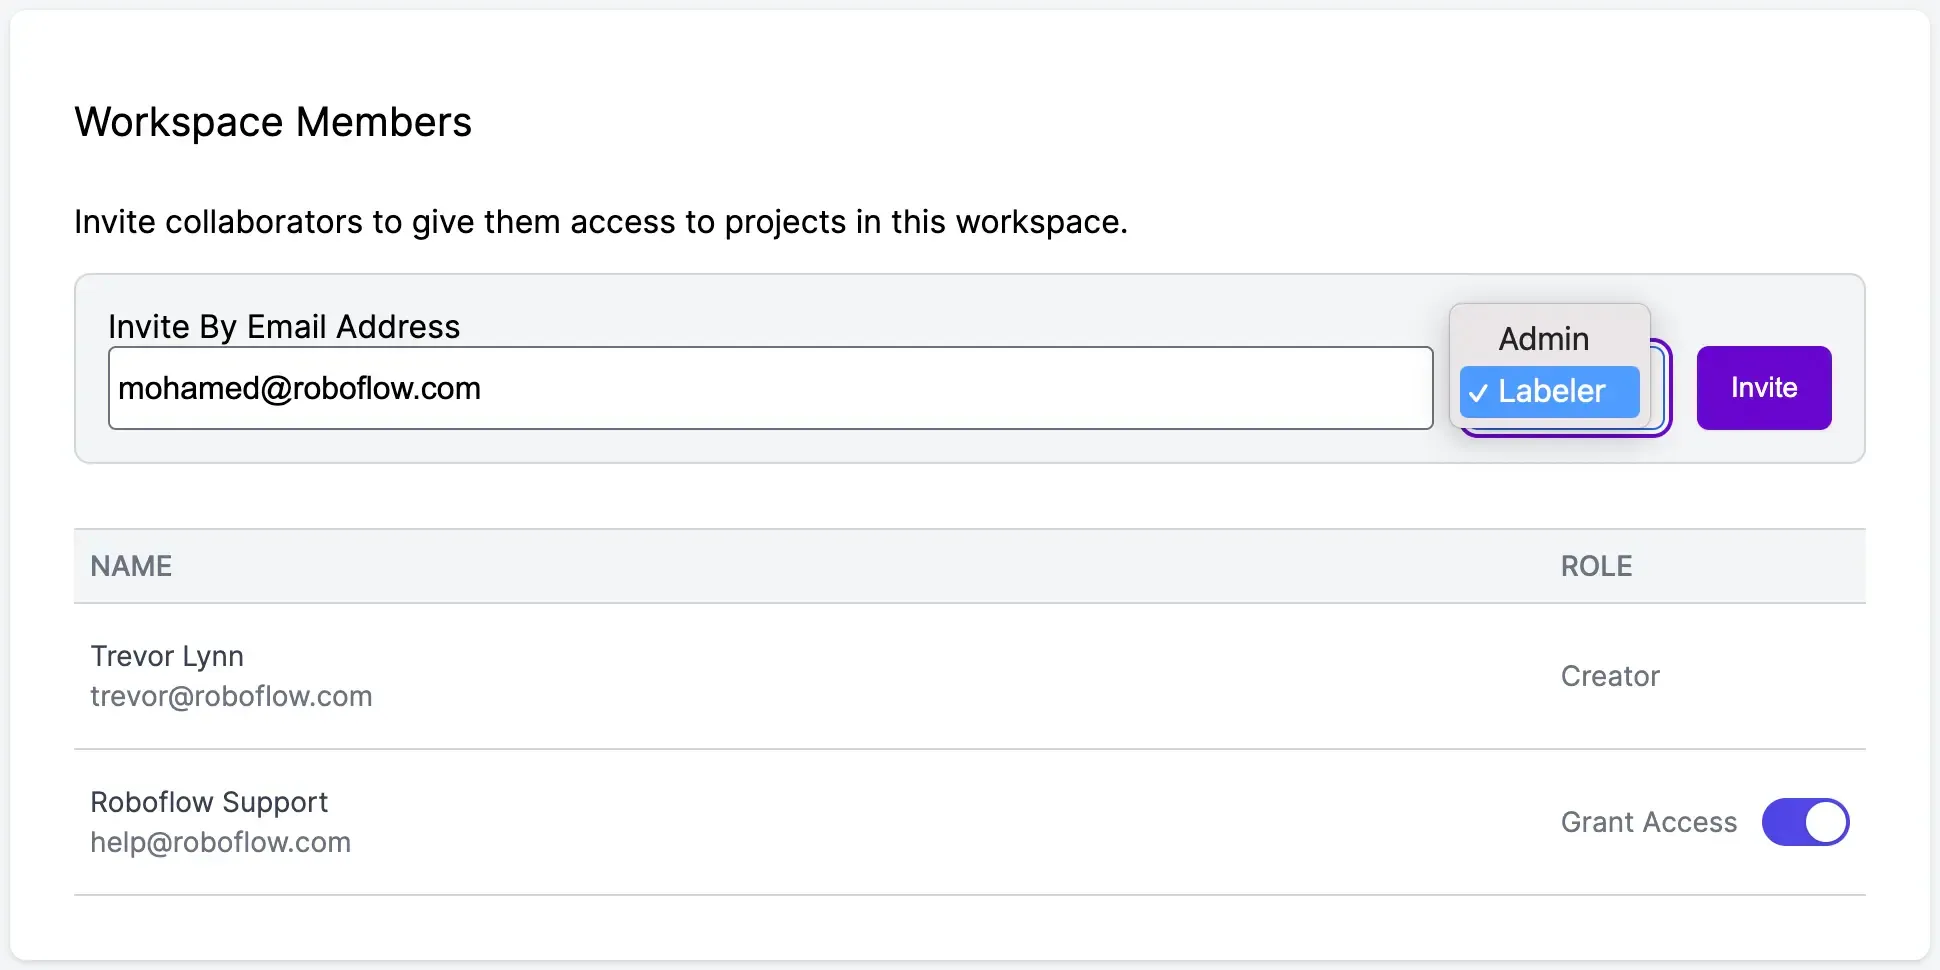 Workspace Members
Invite collaborators to give them access to projects in this workspace.
Invite By Email Address
mohamed@roboflow.com
Admin
✓ Labeler
Invite
NAME ROLE
Trevor Lynn
trevor@roboflow.com
Creator
Roboflow Support
help@roboflow.com
Grant Access